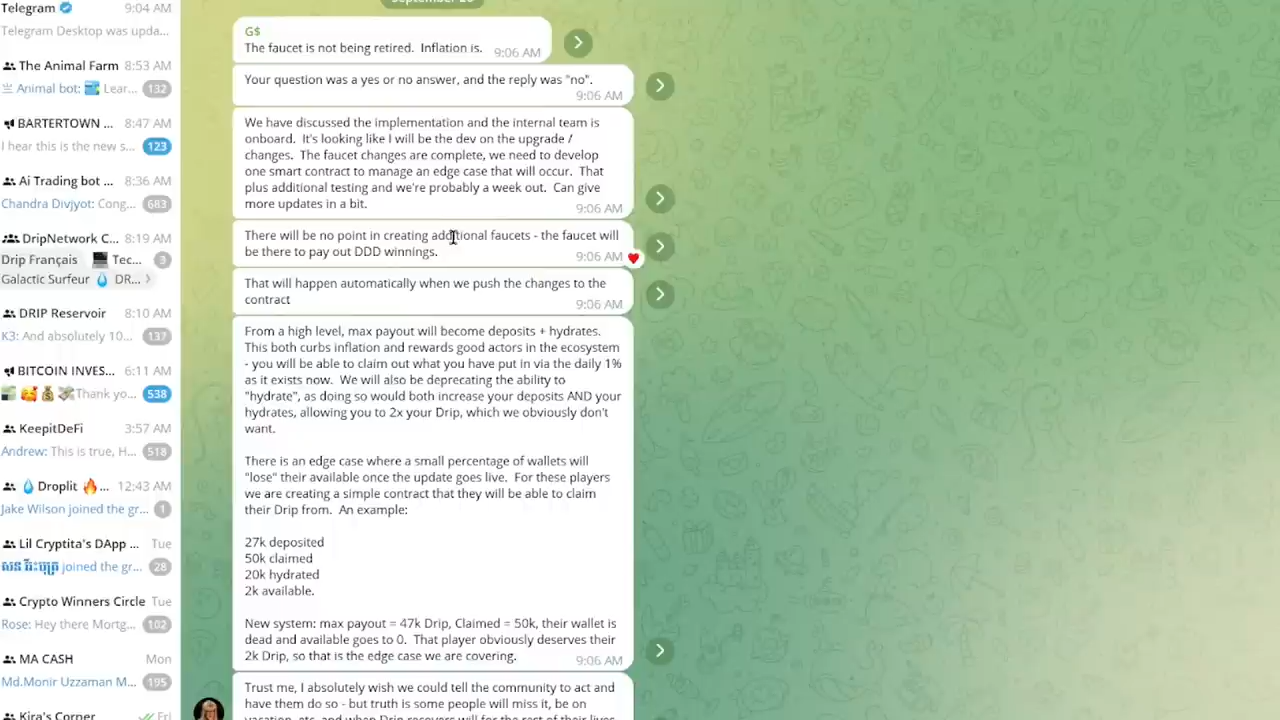 Telegram 9:04 AM
Telegram Desktop was upda...
The Animal Farm 8:53 AM
Animal bot: Lear... 132
BARTERTOWN ... 8:47 AM
I hear this is the new s... 123
Ai Trading bot ... 8:36 AM
Chandra Divjyot: Cong... 683
DripNetwork C... 8:19 AM
Drip Français Tec... 3
Galactic Surfeur DR...
DRIP Reservoir 8:10 AM
K3: And absolutely 10... 137
BITCOIN INVES... 6:11 AM
Thank yo... 538
KeepitDeFi 3:57 AM
Andrew: This is true, H... 518
Droplit ... 12:43 AM
Jake Wilson joined the gr... 1
Lil Cryptita's DApp ... Tue
joined the gr... 28
Crypto Winners Circle Tue
Rose: Hey there Mortg... 102
MA CASH Mon
Md.Monir Uzzaman M... 195
Kira's Corner Fri
G$
The faucet is not being retired. Inflation is. 9:06 AM
Your question was a yes or no answer, and the reply was "no".
9:06 AM
We have discussed the implementation and the internal team is
onboard. It's looking like I will be the dev on the upgrade /
changes. The faucet changes are complete, we need to develop
one smart contract to manage an edge case that will occur. That
plus additional testing and we're probably a week out. Can give
more updates in a bit. 9:06 AM
There will be no point in creating additional faucets - the faucet will
be there to pay out DDD winnings. 9:06 AM
That will happen automatically when we push the changes to the
contract 9:06 AM
From a high level, max payout will become deposits + hydrates.
This both curbs inflation and rewards good actors in the ecosystem
- you will be able to claim out what you have put in via the daily 1%
as it exists now. We will also be deprecating the ability to
"hydrate", as doing so would both increase your deposits AND your
hydrates, allowing you to 2x your Drip, which we obviously don't
want.
There is an edge case where a small percentage of wallets will
"lose" their available once the update goes live. For these players
we are creating a simple contract that they will be able to claim
their Drip from. An example:
27k deposited
50k claimed
20k hydrated
2k available.
New system: max payout = 47k Drip, Claimed = 50k, their wallet is
dead and available goes to 0. That player obviously deserves their
2k Drip, so that is the edge case we are covering. 9:06 AM
Trust me, I absolutely wish we could tell the community to act and
have them do so - but truth is some people will miss it, be on
vacation, etc, and when Drip recovers will for the rest of their lives